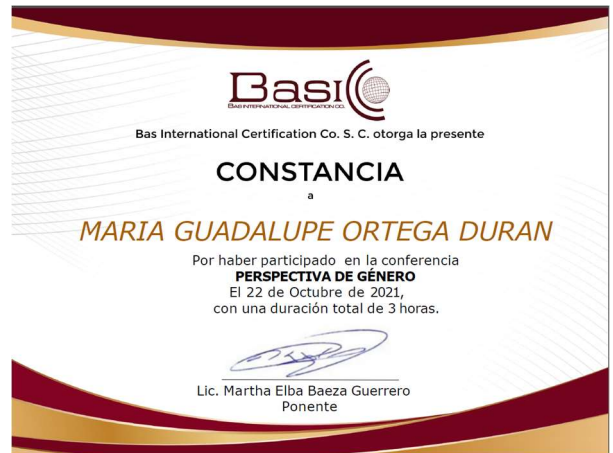 BASIC
BAS INTERNATIONAL CERTIFICATION CO.
Bas International Certification Co. S. C. otorga la presente
CONSTANCIA
a
MARIA GUADALUPE ORTEGA DURAN
Por haber participado en la conferencia
PERSPECTIVA DE GÉNERO
El 22 de Octubre de 2021,
con una duración total de 3 horas.
Lic. Martha Elba Baeza Guerrero
Ponente